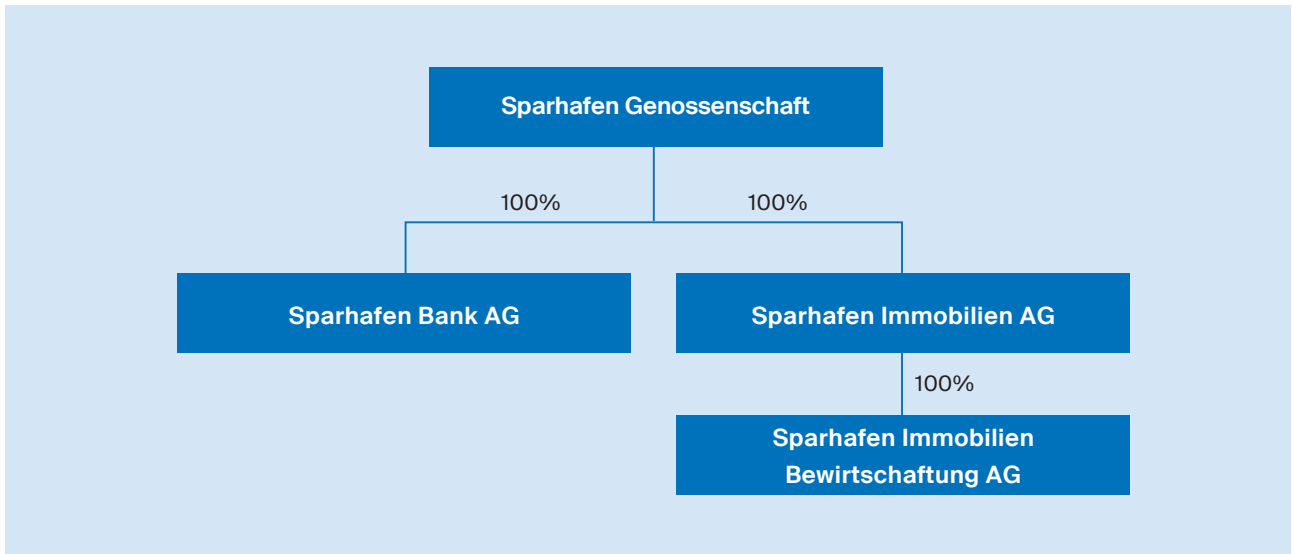 Sparhafen Genossenschaft
100%
100%
Sparhafen Bank AG
Sparhafen Immobilien AG
100%
Sparhafen Immobilien
Bewirtschaftung AG